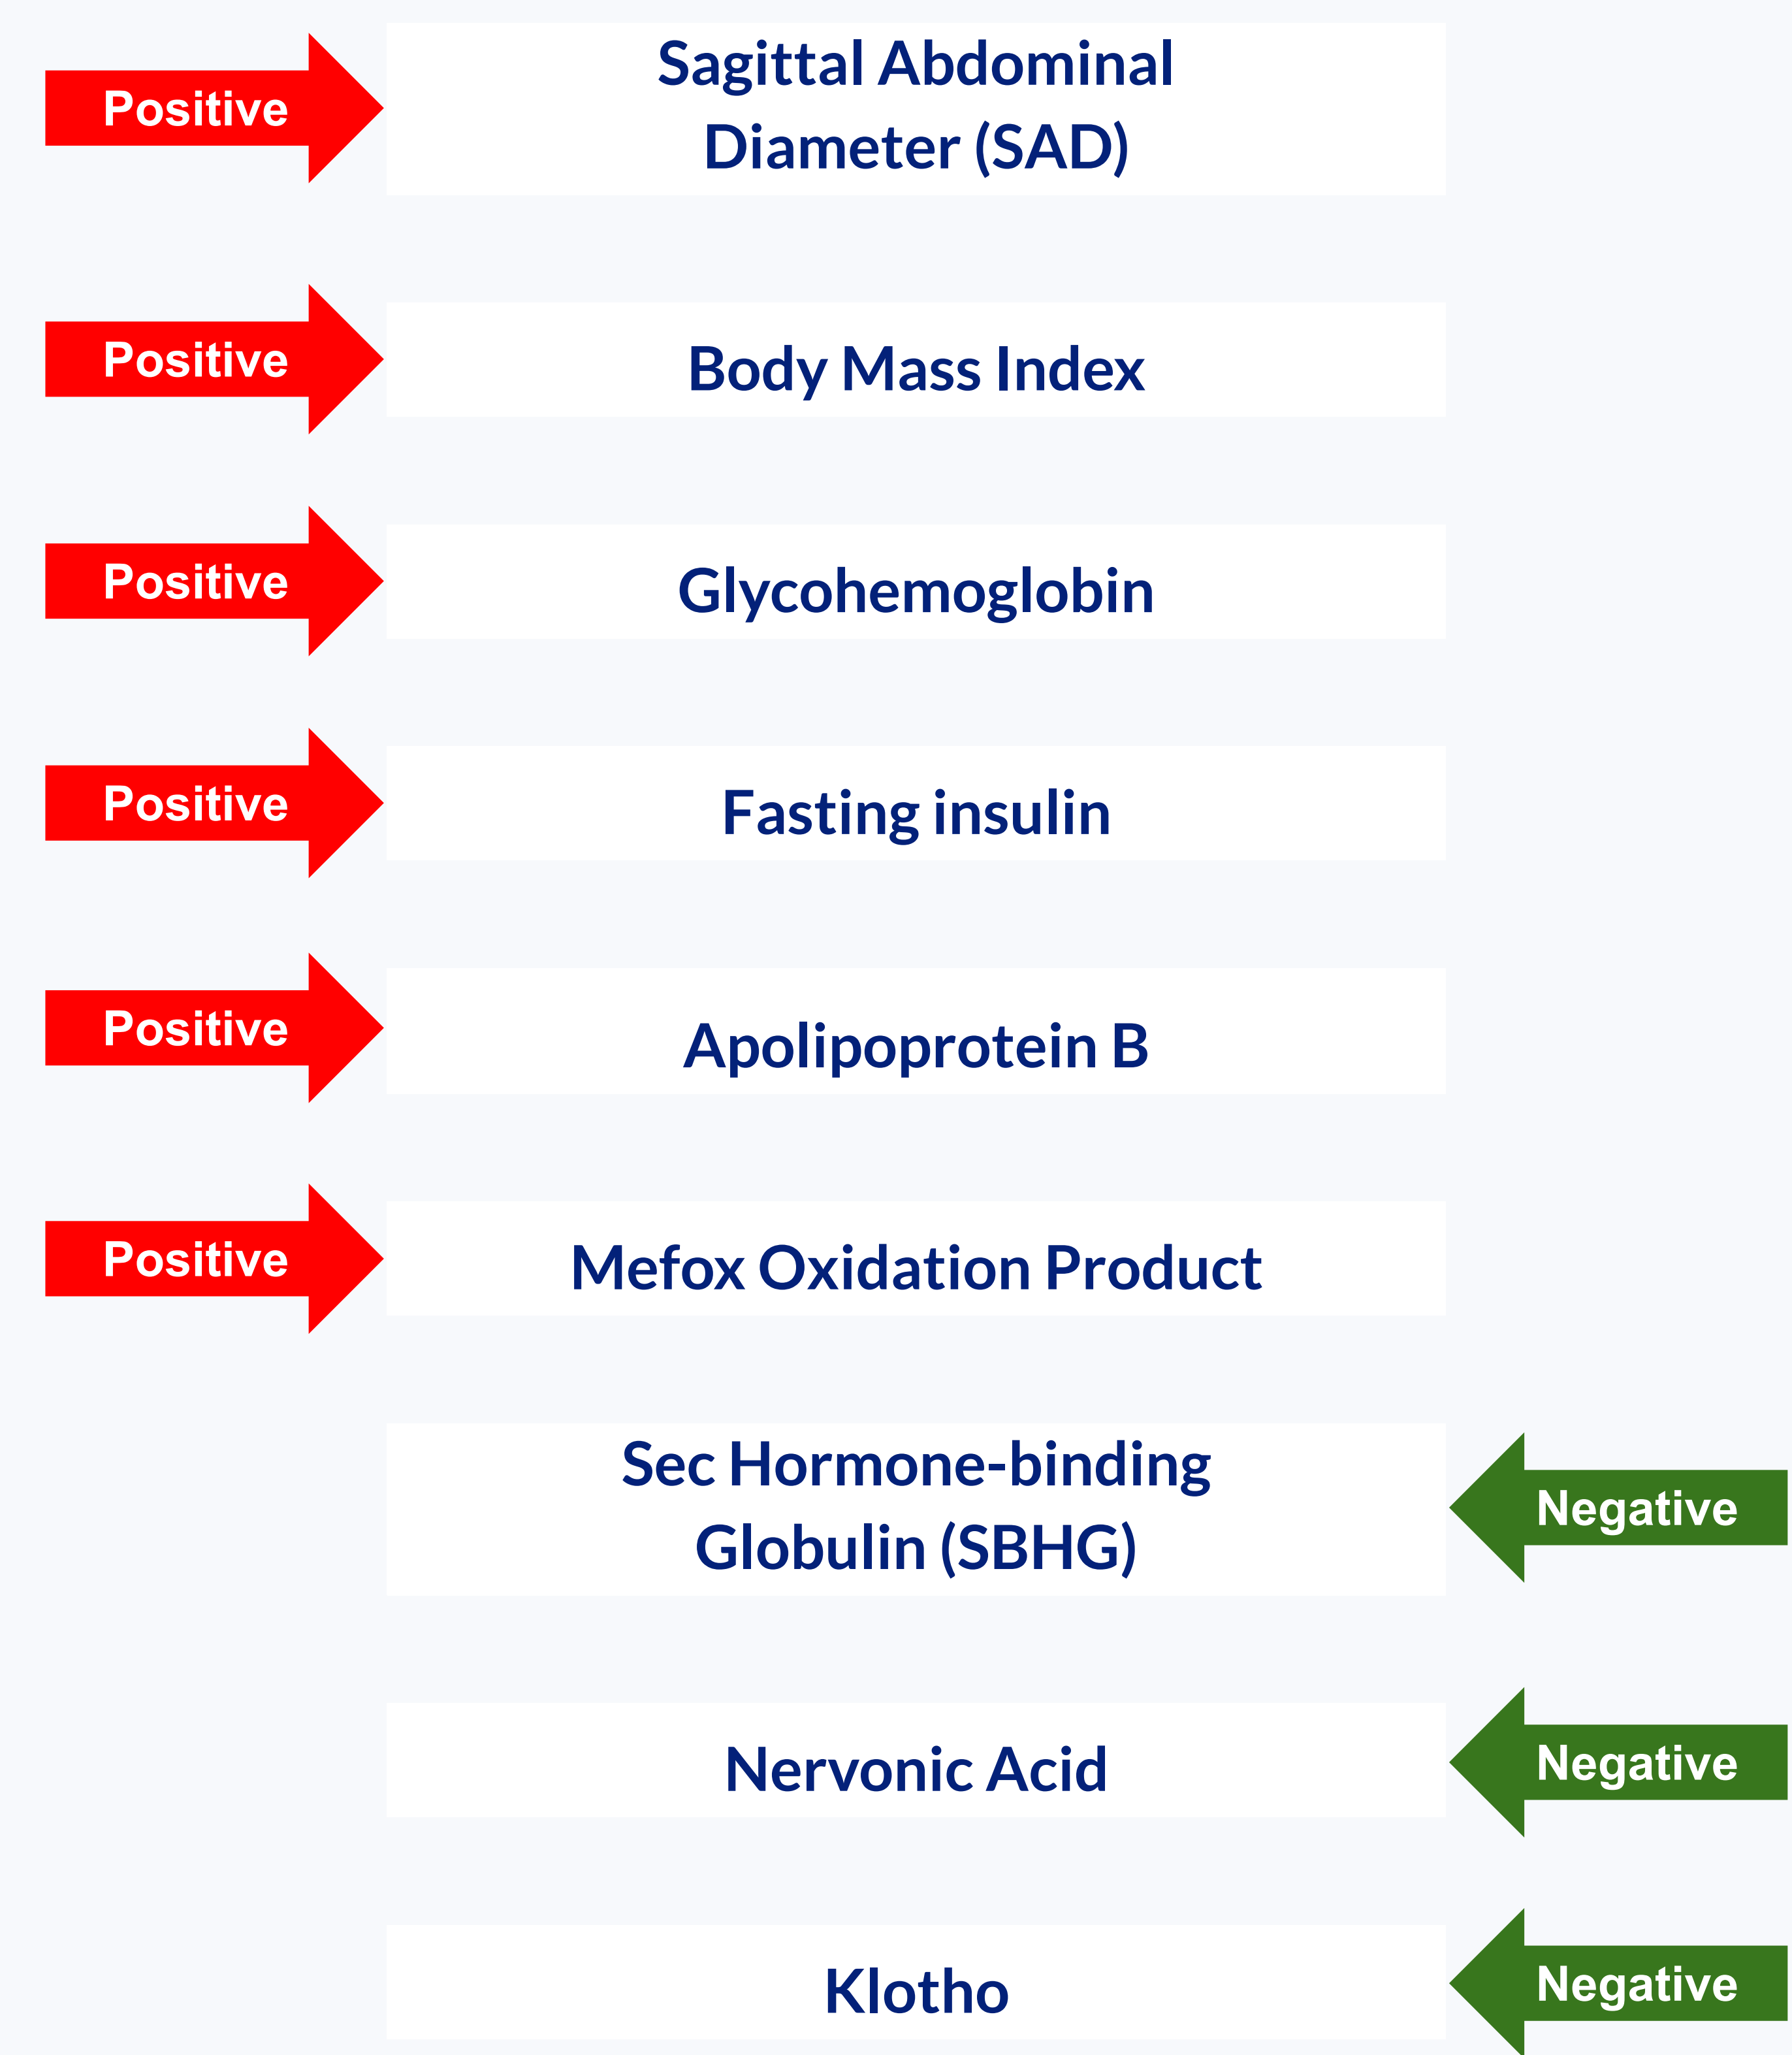 Positive
Sagittal Abdominal
Diameter (SAD)
Positive
Body Mass Index
Positive
Glycohemoglobin
Positive
Fasting insulin
Positive
Apolipoprotein B
Positive
Mefox Oxidation Product
Sec Hormone-binding
Globulin (SBHG)
Negative
Nervonic Acid
Negative
Klotho
Negative